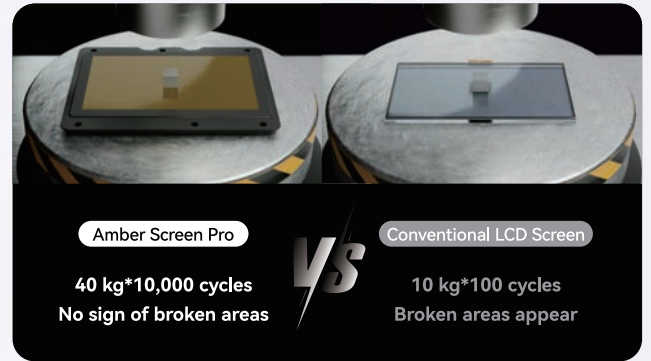 Amber Screen Pro
40 kg*10,000 cycles
No sign of broken areas
VS
Conventional LCD Screen
10 kg*100 cycles
Broken areas appear